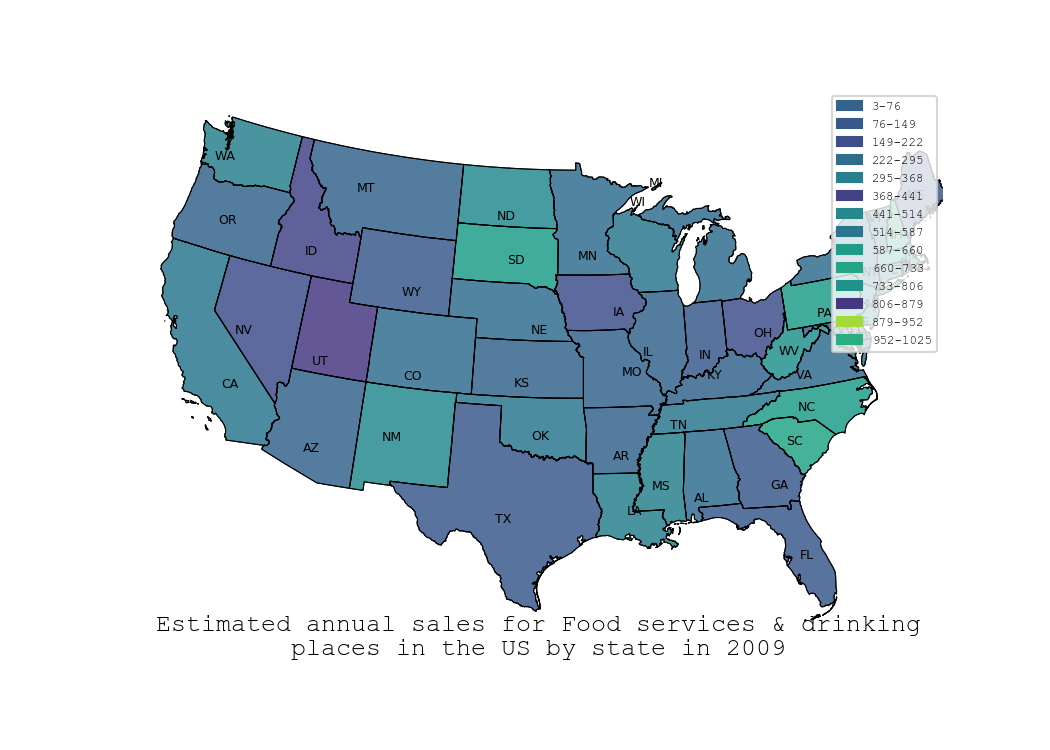 3-76
76-149
149-222
222-295
295-368
368-441
441-514
514-587
587-660
660-733
733-806
806-879
879-952
952-1025
WA
MT
ND
MI
WI
OR
ID
SD
MN
WY
IA
PA
NV
NE
OH
UT
CO
KS
MO
IL
IN
WV
KY
VA
CA
NC
AZ
NM
OK
TN
SC
AR
TX
MS
AL
GA
LA
FL
Estimated annual sales for Food services & drinking
places in the US by state in 2009